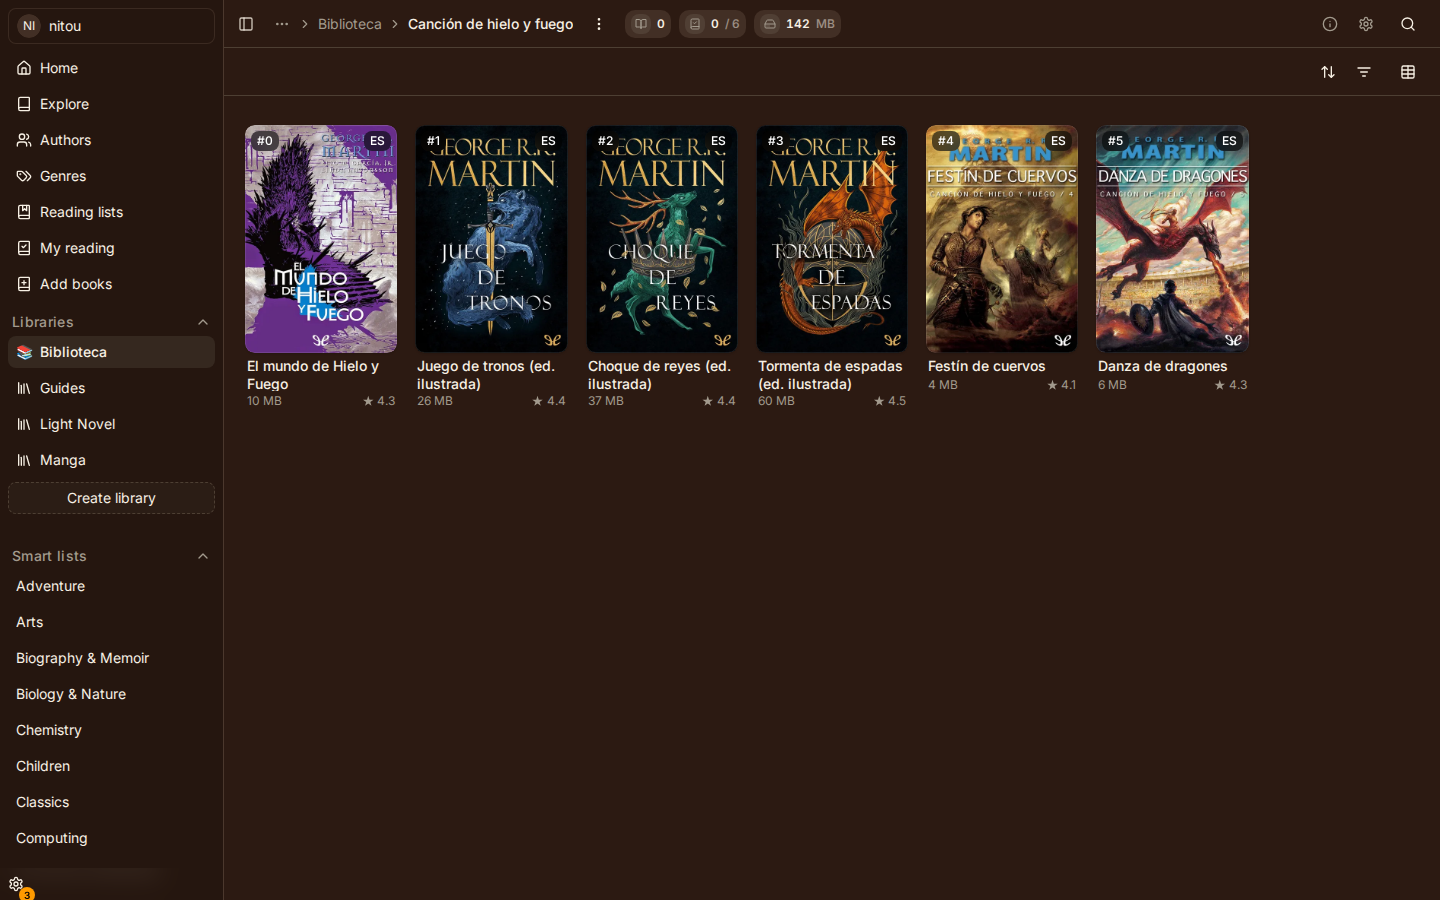 NI nitou
Home
Explore
Authors
Genres
Reading lists
My reading
Add books
Libraries
Biblioteca
Guides
Light Novel
Manga
Create library
Smart lists
Adventure
Arts
Biography & Memoir
Biology & Nature
Chemistry
Children
Classics
Computing
3
Biblioteca
Canción de hielo y fuego
0
0 / 6
142 MB
#0 ES
EL
MUNDO
DE HIELO
Y FUEGO
El mundo de Hielo y
Fuego
10 MB ★ 4.3
#1 ES
GEORGE R.R.
MARTIN
JUEGO
DE
TRONOS
Juego de tronos (ed.
ilustrada)
26 MB ★ 4.4
#2 ES
GEORGE R.R.
MARTIN
CHOQUE
DE
REYES
Choque de reyes (ed.
ilustrada)
37 MB ★ 4.4
#3 ES
GEORGE R.R.
MARTIN
TORMENTA
DE
ESPADAS
Tormenta de espadas
(ed. ilustrada)
60 MB ★ 4.5
#4 ES
MARTIN
FESTÍN DE CUERVOS
CANCIÓN DE HIELO Y FUEGO / 4
Festín de cuervos
4 MB ★ 4.1
#5 ES
MARTIN
DANZA DE DRAGONES
CANCIÓN DE HIELO Y FUEGO / 5
Danza de dragones
6 MB ★ 4.3